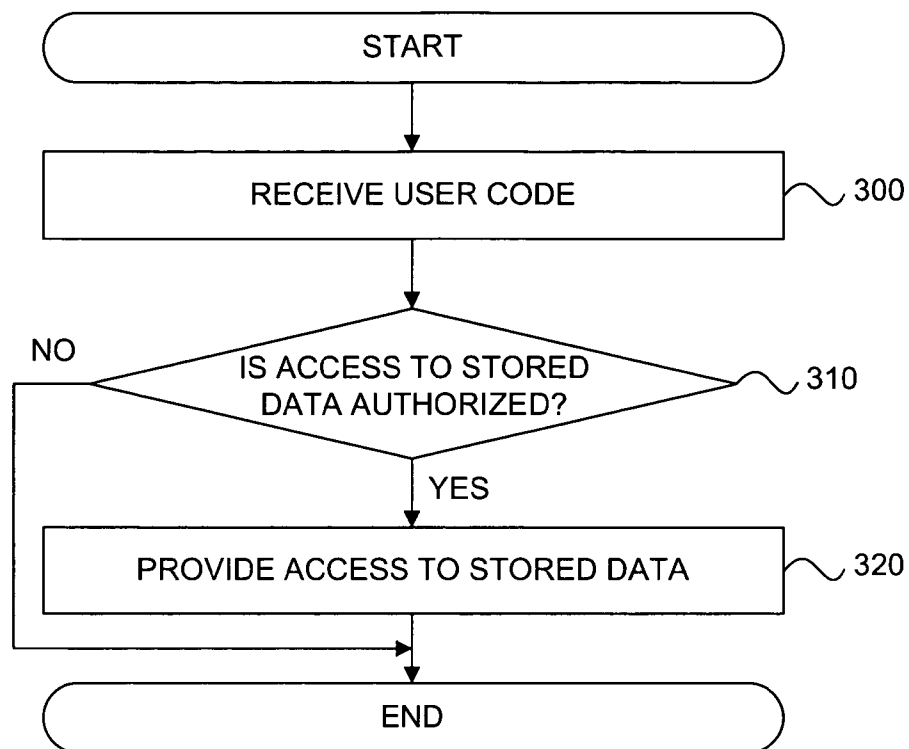 START
RECEIVE USER CODE
300
NO
IS ACCESS TO STORED
DATA AUTHORIZED?
310
YES
PROVIDE ACCESS TO STORED DATA
320
END